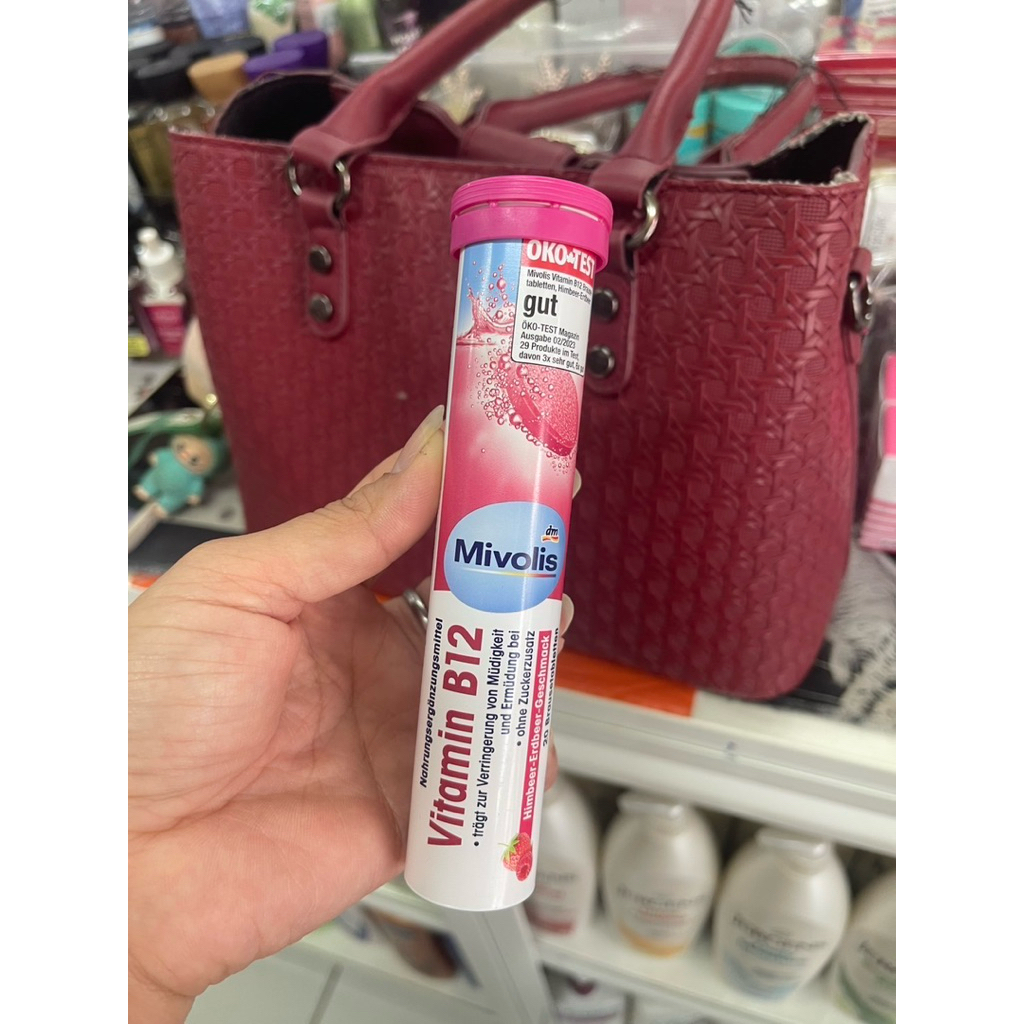 ÖKO-TEST
Mivolis Vitamin B12
tabletten, Himbeer-Erdbeer
gut
ÖKO-TEST Magazin
Ausgabe 02/2023
29 Produkte im Test,
davon 3x sehr gut,
dm
Mivolis
Nahrungsergänzungsmittel
Vitamin B12
• trägt zur Verringerung von Müdigkeit
und Ermüdung bei
• ohne Zuckerzusatz
Himbeer-Erdbeer-Geschmack
20 Brausetabletten